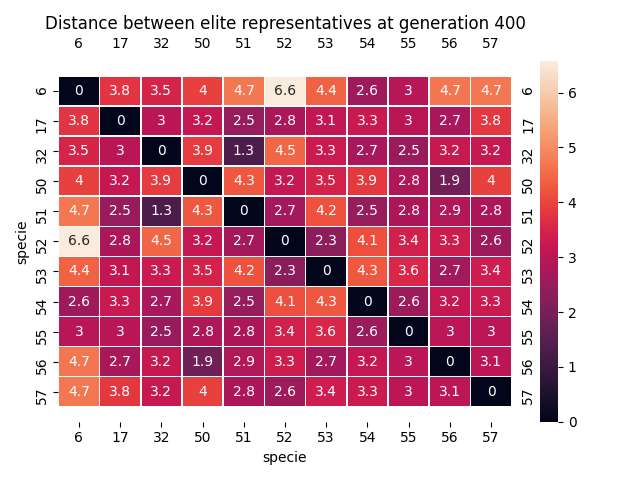 Distance between elite representatives at generation 400
6 17 32 50 51 52 53 54 55 56 57
6 0 3.8 3.5 4 4.7 6.6 4.4 2.6 3 4.7 4.7 6
17 3.8 0 3 3.2 2.5 2.8 3.1 3.3 3 2.7 3.8 17
32 3.5 3 0 3.9 1.3 4.5 3.3 2.7 2.5 3.2 3.2 32
50 4 3.2 3.9 0 4.3 3.2 3.5 3.9 2.8 1.9 4 50
51 4.7 2.5 1.3 4.3 0 2.7 4.2 2.5 2.8 2.9 2.8 51
52 6.6 2.8 4.5 3.2 2.7 0 2.3 4.1 3.4 3.3 2.6 52
53 4.4 3.1 3.3 3.5 4.2 2.3 0 4.3 3.6 2.7 3.4 53
54 2.6 3.3 2.7 3.9 2.5 4.1 4.3 0 2.6 3.2 3.3 54
55 3 3 2.5 2.8 2.8 3.4 3.6 2.6 0 3 3 55
56 4.7 2.7 3.2 1.9 2.9 3.3 2.7 3.2 3 0 3.1 56
57 4.7 3.8 3.2 4 2.8 2.6 3.4 3.3 3 3.1 0 57
6 17 32 50 51 52 53 54 55 56 57
specie
specie
6
5
4
3
2
1
0